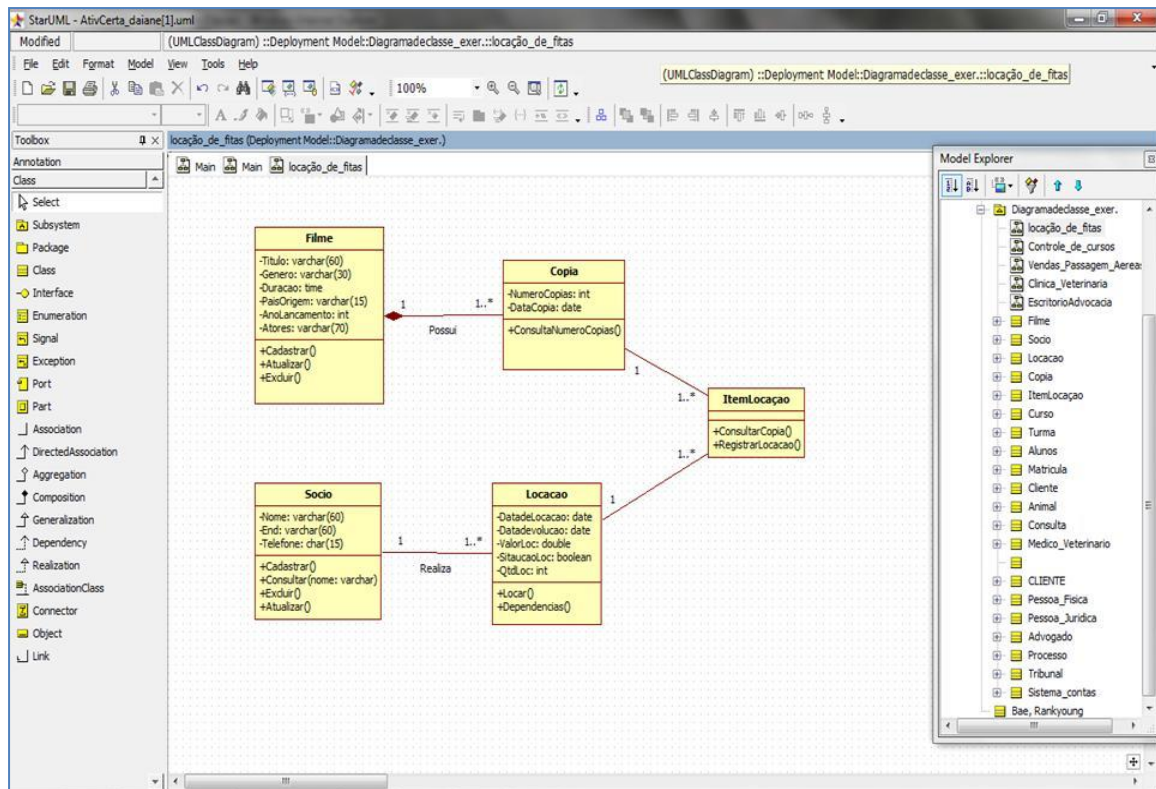 StarUML - AtivCerta_daiane[1].uml
Modified (UMLClassDiagram) ::Deployment Model::Diagramadeclasse_exer.::locação_de_fitas
File Edit Format Model View Tools Help
(UMLClassDiagram) ::Deployment Model::Diagramadeclasse_exer.::locação_de_fitas
100%
Toolbox
locação_de_fitas (Deployment Model::Diagramadeclasse_exer.)
Main Main locação_de_fitas
Annotation
Class
Select
Subsystem
Package
Class
Interface
Enumeration
Signal
Exception
Port
Part
Association
DirectedAssociation
Aggregation
Composition
Generalization
Dependency
Realization
AssociationClass
Connector
Object
Link
Filme
-Titulo: varchar(60)
-Genero: varchar(30)
-Duracao: time
-PaisOrigem: varchar(15)
-AnoLancamento: int
-Atores: varchar(70)
+Cadastrar()
+Atualizar()
+Excluir()
1
1..*
Possui
Copia
-NumeroCopias: int
-DataCopia: date
+ConsultaNumeroCopias()
1
1..*
ItemLocaçao
+ConsultarCopia()
+RegistrarLocacao()
1..*
1
Socio
-Nome: varchar(60)
-End: varchar(60)
-Telefone: char(15)
+Cadastrar()
+Consultar(nome: varchar)
+Excluir()
+Atualizar()
1
1..*
Realiza
Locacao
-DatadeLocacao: date
-Datadevolucao: date
-ValorLoc: double
-SitaucaoLoc: boolean
-QtdLoc: int
+Locar()
+Dependencias()
Model Explorer
Diagramadeclasse_exer.
locação_de_fitas
Controle_de_cursos
Vendas_Passagem_Aereas
Clinica_Veterinaria
EscritorioAdvocacia
Filme
Socio
Locacao
Copia
ItemLocaçao
Curso
Turma
Alunos
Matricula
Cliente
Animal
Consulta
Medico_Veterinario
CLIENTE
Pessoa_Fisica
Pessoa_Juridica
Advogado
Processo
Tribunal
Sistema_contas
Bae, Rankyoung